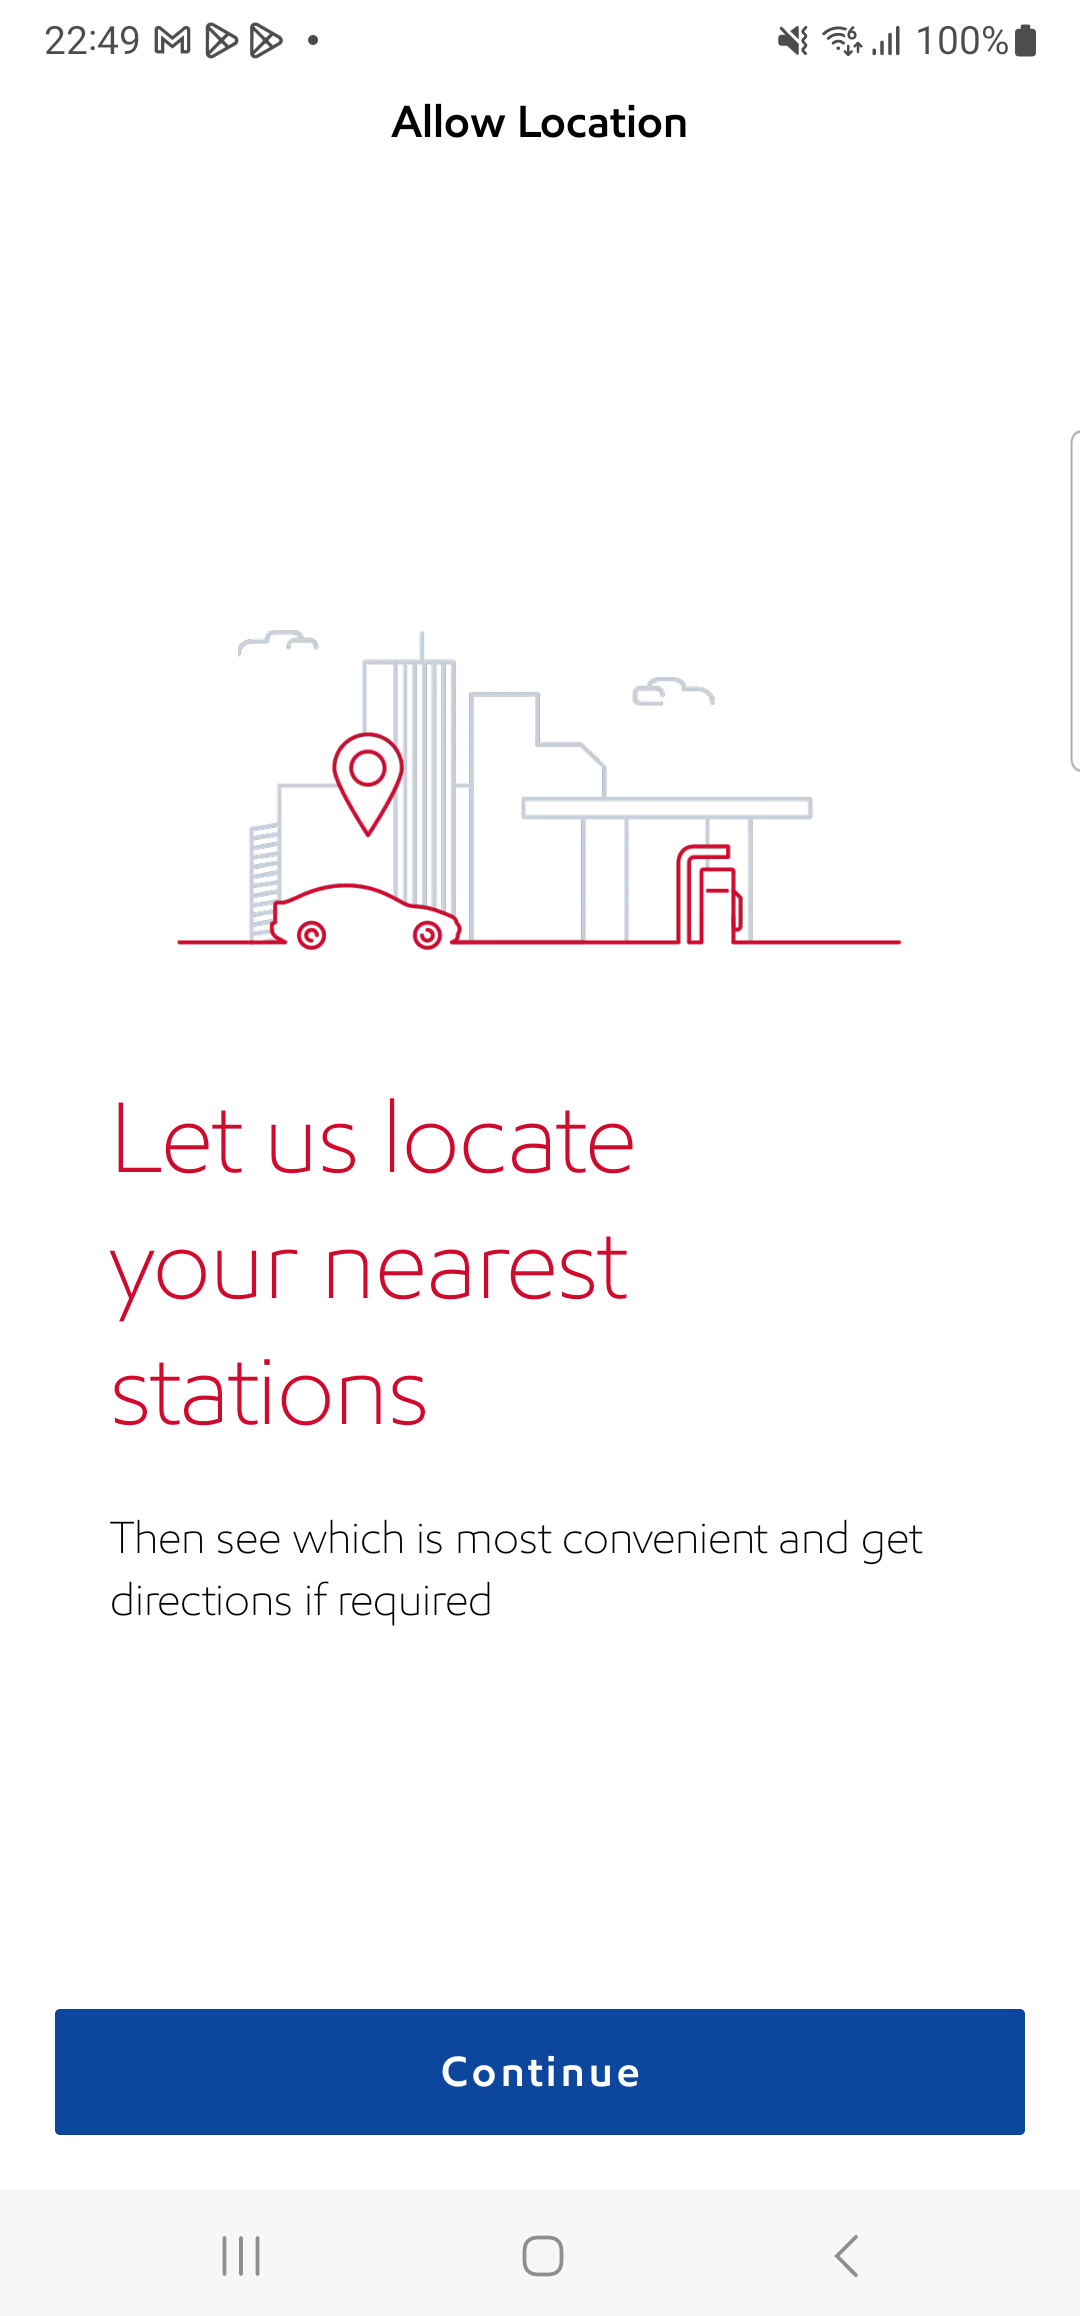 22:49 100%
Allow Location
Let us locate
your nearest
stations
Then see which is most convenient and get
directions if required
Continue